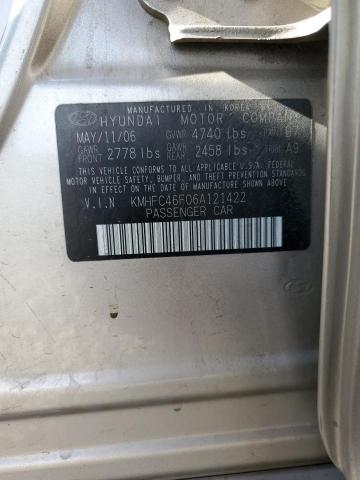 MANUFACTURED IN KOREA
HYUNDAI MOTOR COMPANY
MAY/11/06 GVWR 4740 lbs
GAWR FRONT 2778 lbs GAWR REAR 2458 lbs TRIM A9
THIS VEHICLE CONFORMS TO ALL APPLICABLE U.S.A. FEDERAL
MOTOR VEHICLE SAFETY, BUMPER, AND THEFT PREVENTION STANDARDS
IN EFFECT ON THE DATE OF MANUFACTURE SHOWN ABOVE.
V.I.N KMHFC46F06A121422
PASSENGER CAR